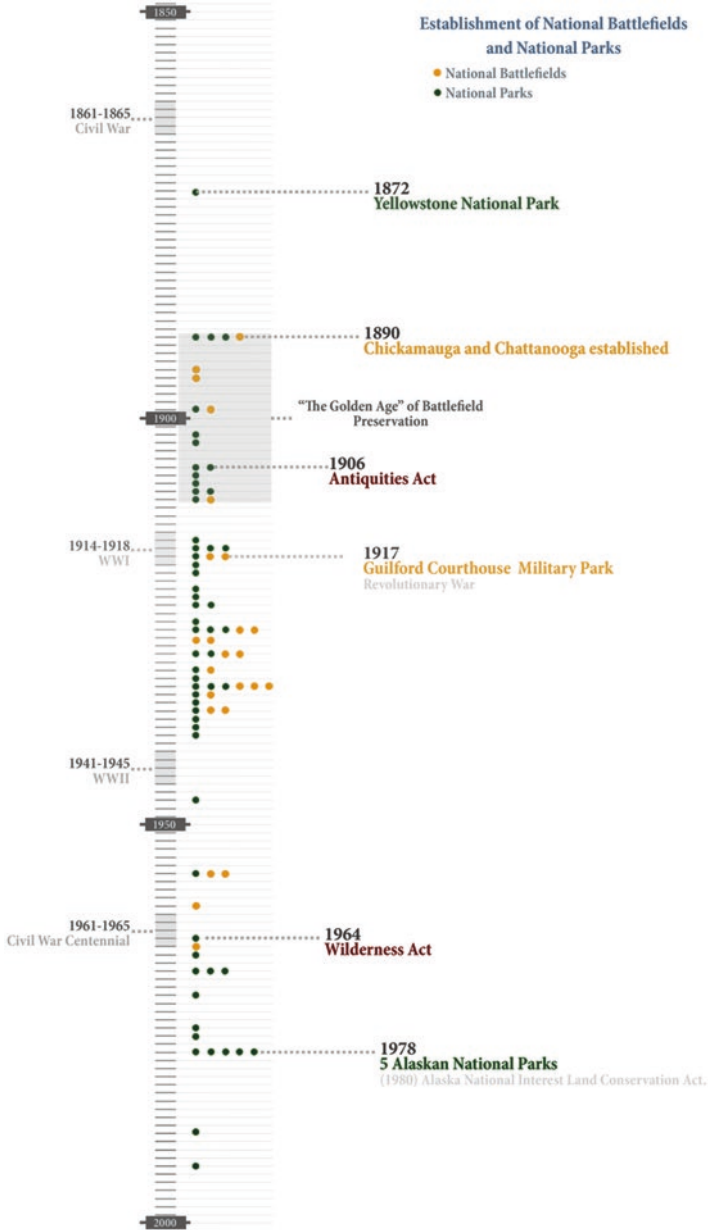 1850
Establishment of National Battlefields
and National Parks
National Battlefields
National Parks
1861-1865
Civil War
1872
Yellowstone National Park
1890
Chickamauga and Chattanooga established
"The Golden Age" of Battlefield
Preservation
1900
1906
Antiquities Act
1914-1918
WWI
1917
Guilford Courthouse Military Park
Revolutionary War
1941-1945
WWII
1950
1961-1965
Civil War Centennial
1964
Wilderness Act
1978
5 Alaskan National Parks
(1980) Alaska National Interest Land Conservation Act.
2000